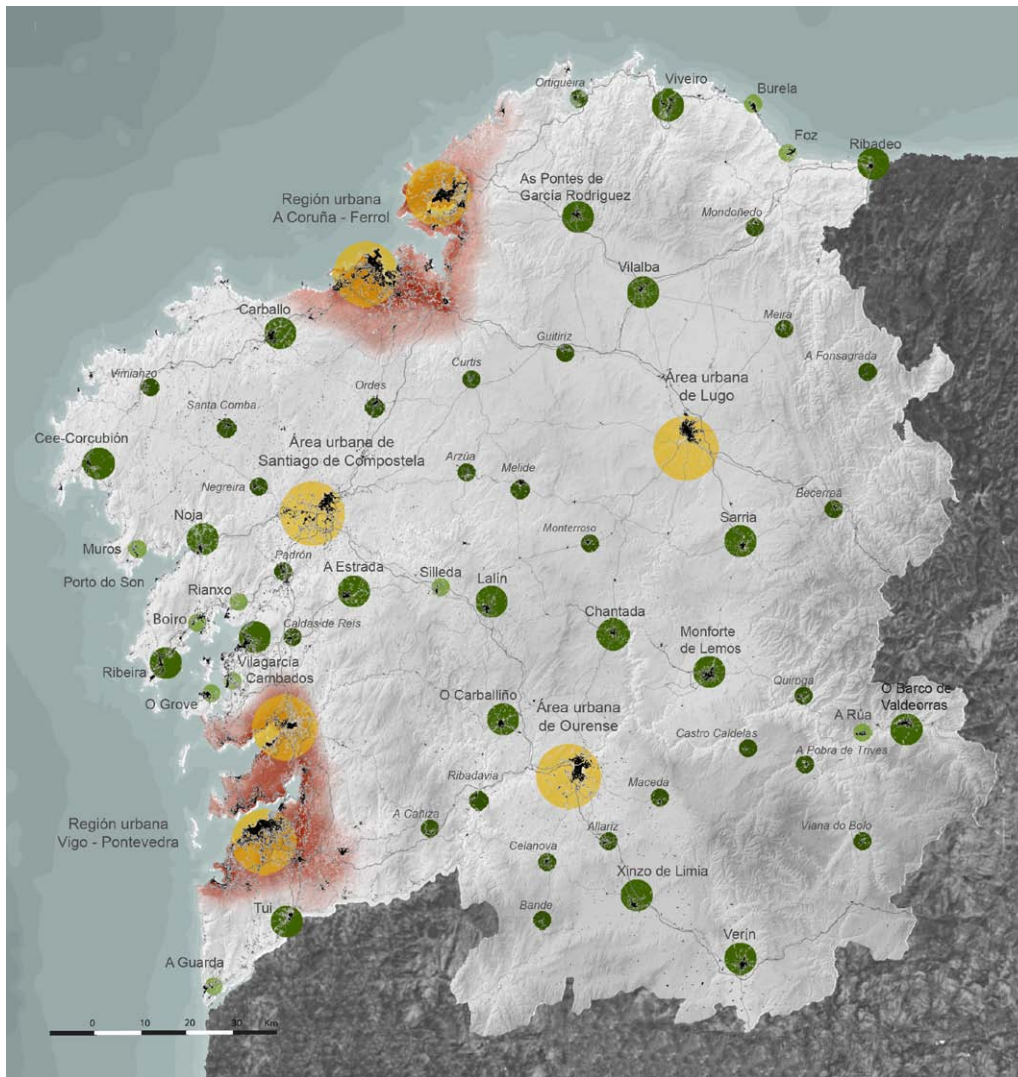 Ortigueira
Viveiro
Burela
Foz
Ribadeo
Región urbana
A Coruña - Ferrol
As Pontes de
García Rodriguez
Mondoñedo
Vilalba
Carballo
Meira
Guitiriz
A Fonsagrada
Vimianzo
Curtis
Ordes
Área urbana
de Lugo
Santa Comba
Cee-Corcubión
Área urbana de
Santiago de Compostela
Arzúa
Melide
Negreira
Becerreá
Noja
Sarria
Muros
Monterroso
Porto do Son
Padrón
A Estrada
Silleda
Lalín
Rianxo
Boiro
Caldas de Reis
Chantada
Monforte
de Lemos
Ribeira
Vilagarcía
Cambados
O Grove
Quiroga
O Barco de
Valdeorras
O Carballiño
Área urbana
de Ourense
A Rúa
Castro Caldelas
A Pobra de Trives
Ribadavia
Maceda
Región urbana
Vigo - Pontevedra
A Cañiza
Allariz
Viana do Bolo
Celanova
Xinzo de Limia
Bande
Tui
Verín
A Guarda
0 10 20 30 Km